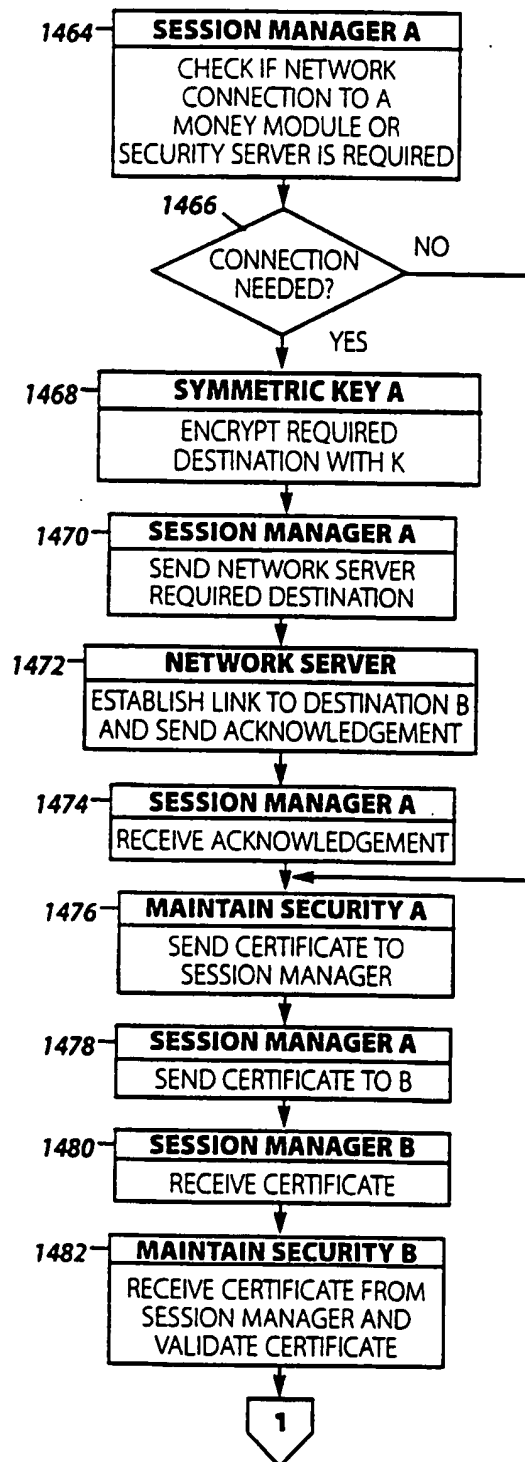 1464
SESSION MANAGER A
CHECK IF NETWORK
CONNECTION TO A
MONEY MODULE OR
SECURITY SERVER IS REQUIRED
1466
CONNECTION
NEEDED?
NO
YES
1468
SYMMETRIC KEY A
ENCRYPT REQUIRED
DESTINATION WITH K
1470
SESSION MANAGER A
SEND NETWORK SERVER
REQUIRED DESTINATION
1472
NETWORK SERVER
ESTABLISH LINK TO DESTINATION B
AND SEND ACKNOWLEDGEMENT
1474
SESSION MANAGER A
RECEIVE ACKNOWLEDGEMENT
1476
MAINTAIN SECURITY A
SEND CERTIFICATE TO
SESSION MANAGER
1478
SESSION MANAGER A
SEND CERTIFICATE TO B
1480
SESSION MANAGER B
RECEIVE CERTIFICATE
1482
MAINTAIN SECURITY B
RECEIVE CERTIFICATE FROM
SESSION MANAGER AND
VALIDATE CERTIFICATE
1